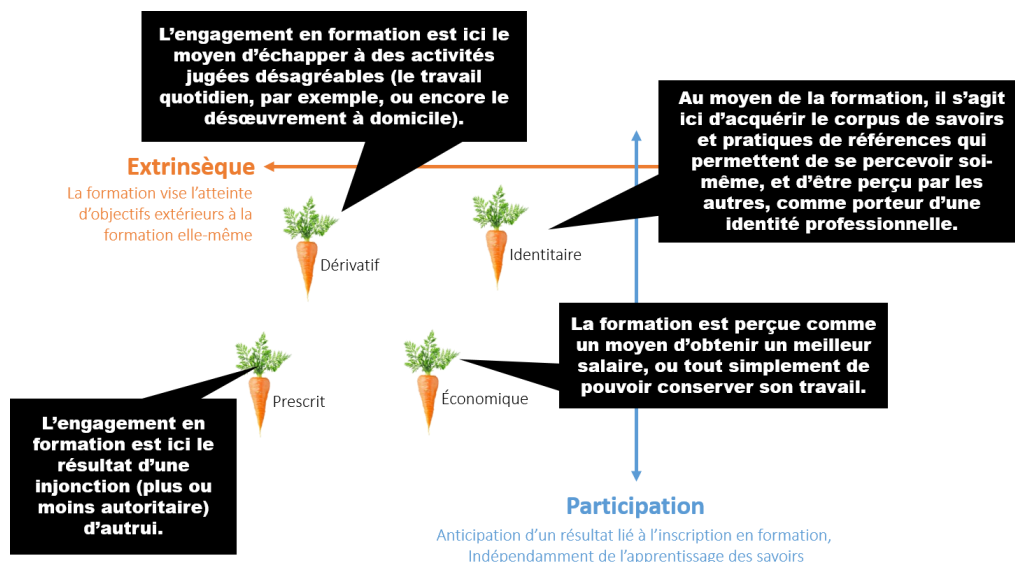 L’engagement en formation est ici le
moyen d’échapper à des activités
jugées désagréables (le travail
quotidien, par exemple, ou encore le
désœuvrement à domicile).
Au moyen de la formation, il s’agit
ici d’acquérir le corpus de savoirs
et pratiques de références qui
permettent de se percevoir soi-
même, et d’être perçu par les
autres, comme porteur d’une
identité professionnelle.
Extrinsèque
La formation vise l’atteinte
d’objectifs extérieurs à la
formation elle-même
Dérivatif
Identitaire
La formation est perçue comme
un moyen d’obtenir un meilleur
salaire, ou tout simplement de
pouvoir conserver son travail.
Prescrit
Économique
L’engagement en
formation est ici le
résultat d’une
injonction (plus ou
moins autoritaire)
d’autrui.
Participation
Anticipation d’un résultat lié à l’inscription en formation,
Indépendamment de l’apprentissage des savoirs